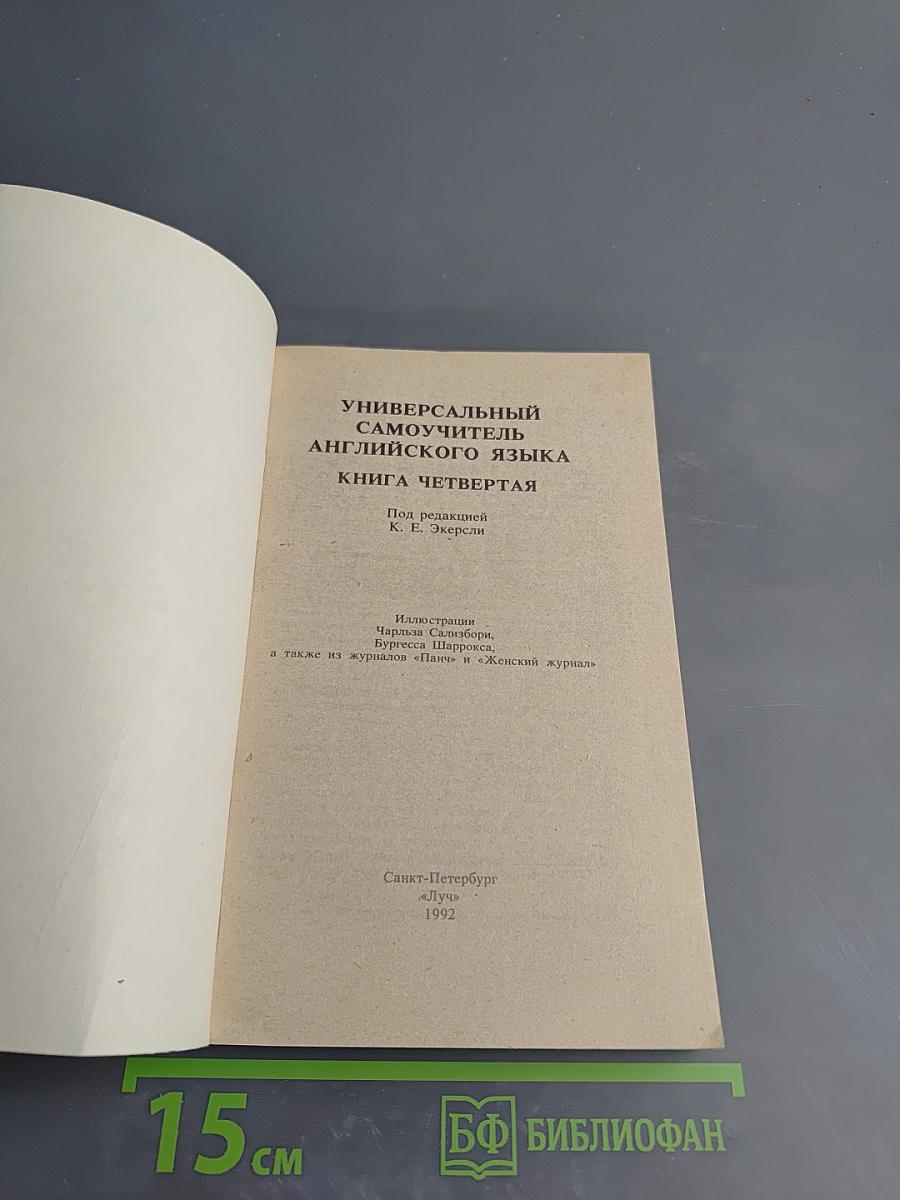 УНИВЕРСАЛЬНЫЙ
САМОУЧИТЕЛЬ
АНГЛИЙСКОГО ЯЗЫКА
КНИГА ЧЕТВЕРТАЯ
Под редакцией
К. Е. Экерсли
Иллюстрации
Чарльза Сализбори,
Бургесса Шаррокса,
а также из журналов «Панч» и «Женский журнал»
Санкт-Петербург
«Луч»
1992
15 см
БФ БИБЛИОФАН